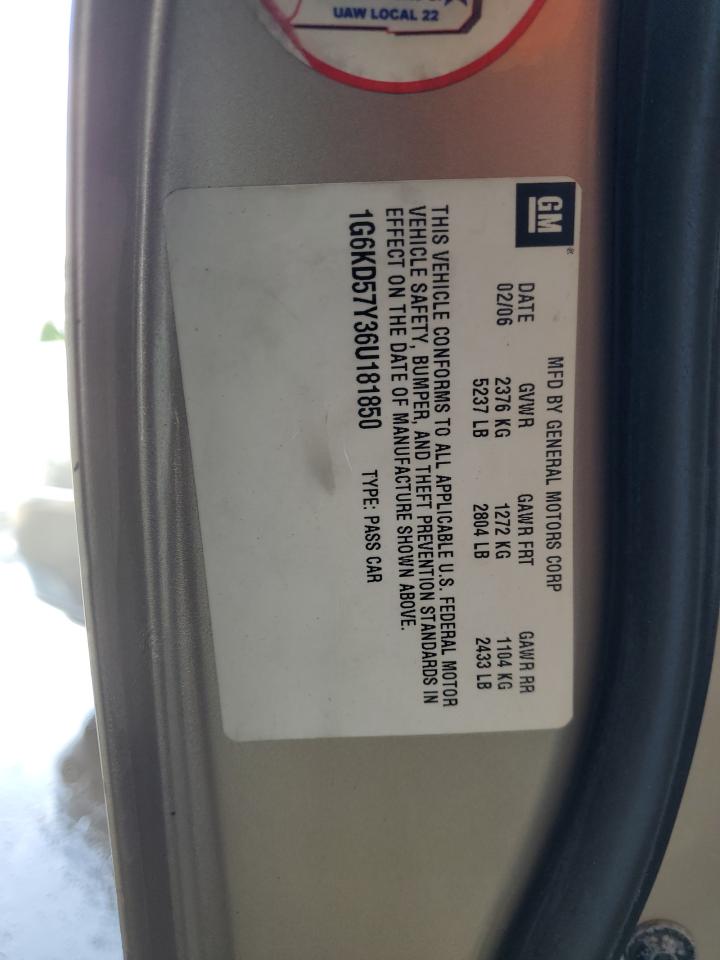 UAW LOCAL 22
GM
®
MFD BY GENERAL MOTORS CORP
DATE GVWR GAWR FRT GAWR RR
02/06 2376 KG 1272 KG 1104 KG
5237 LB 2804 LB 2433 LB
THIS VEHICLE CONFORMS TO ALL APPLICABLE U.S. FEDERAL MOTOR
VEHICLE SAFETY, BUMPER, AND THEFT PREVENTION STANDARDS IN
EFFECT ON THE DATE OF MANUFACTURE SHOWN ABOVE.
1G6KD57Y36U181850 TYPE: PASS CAR